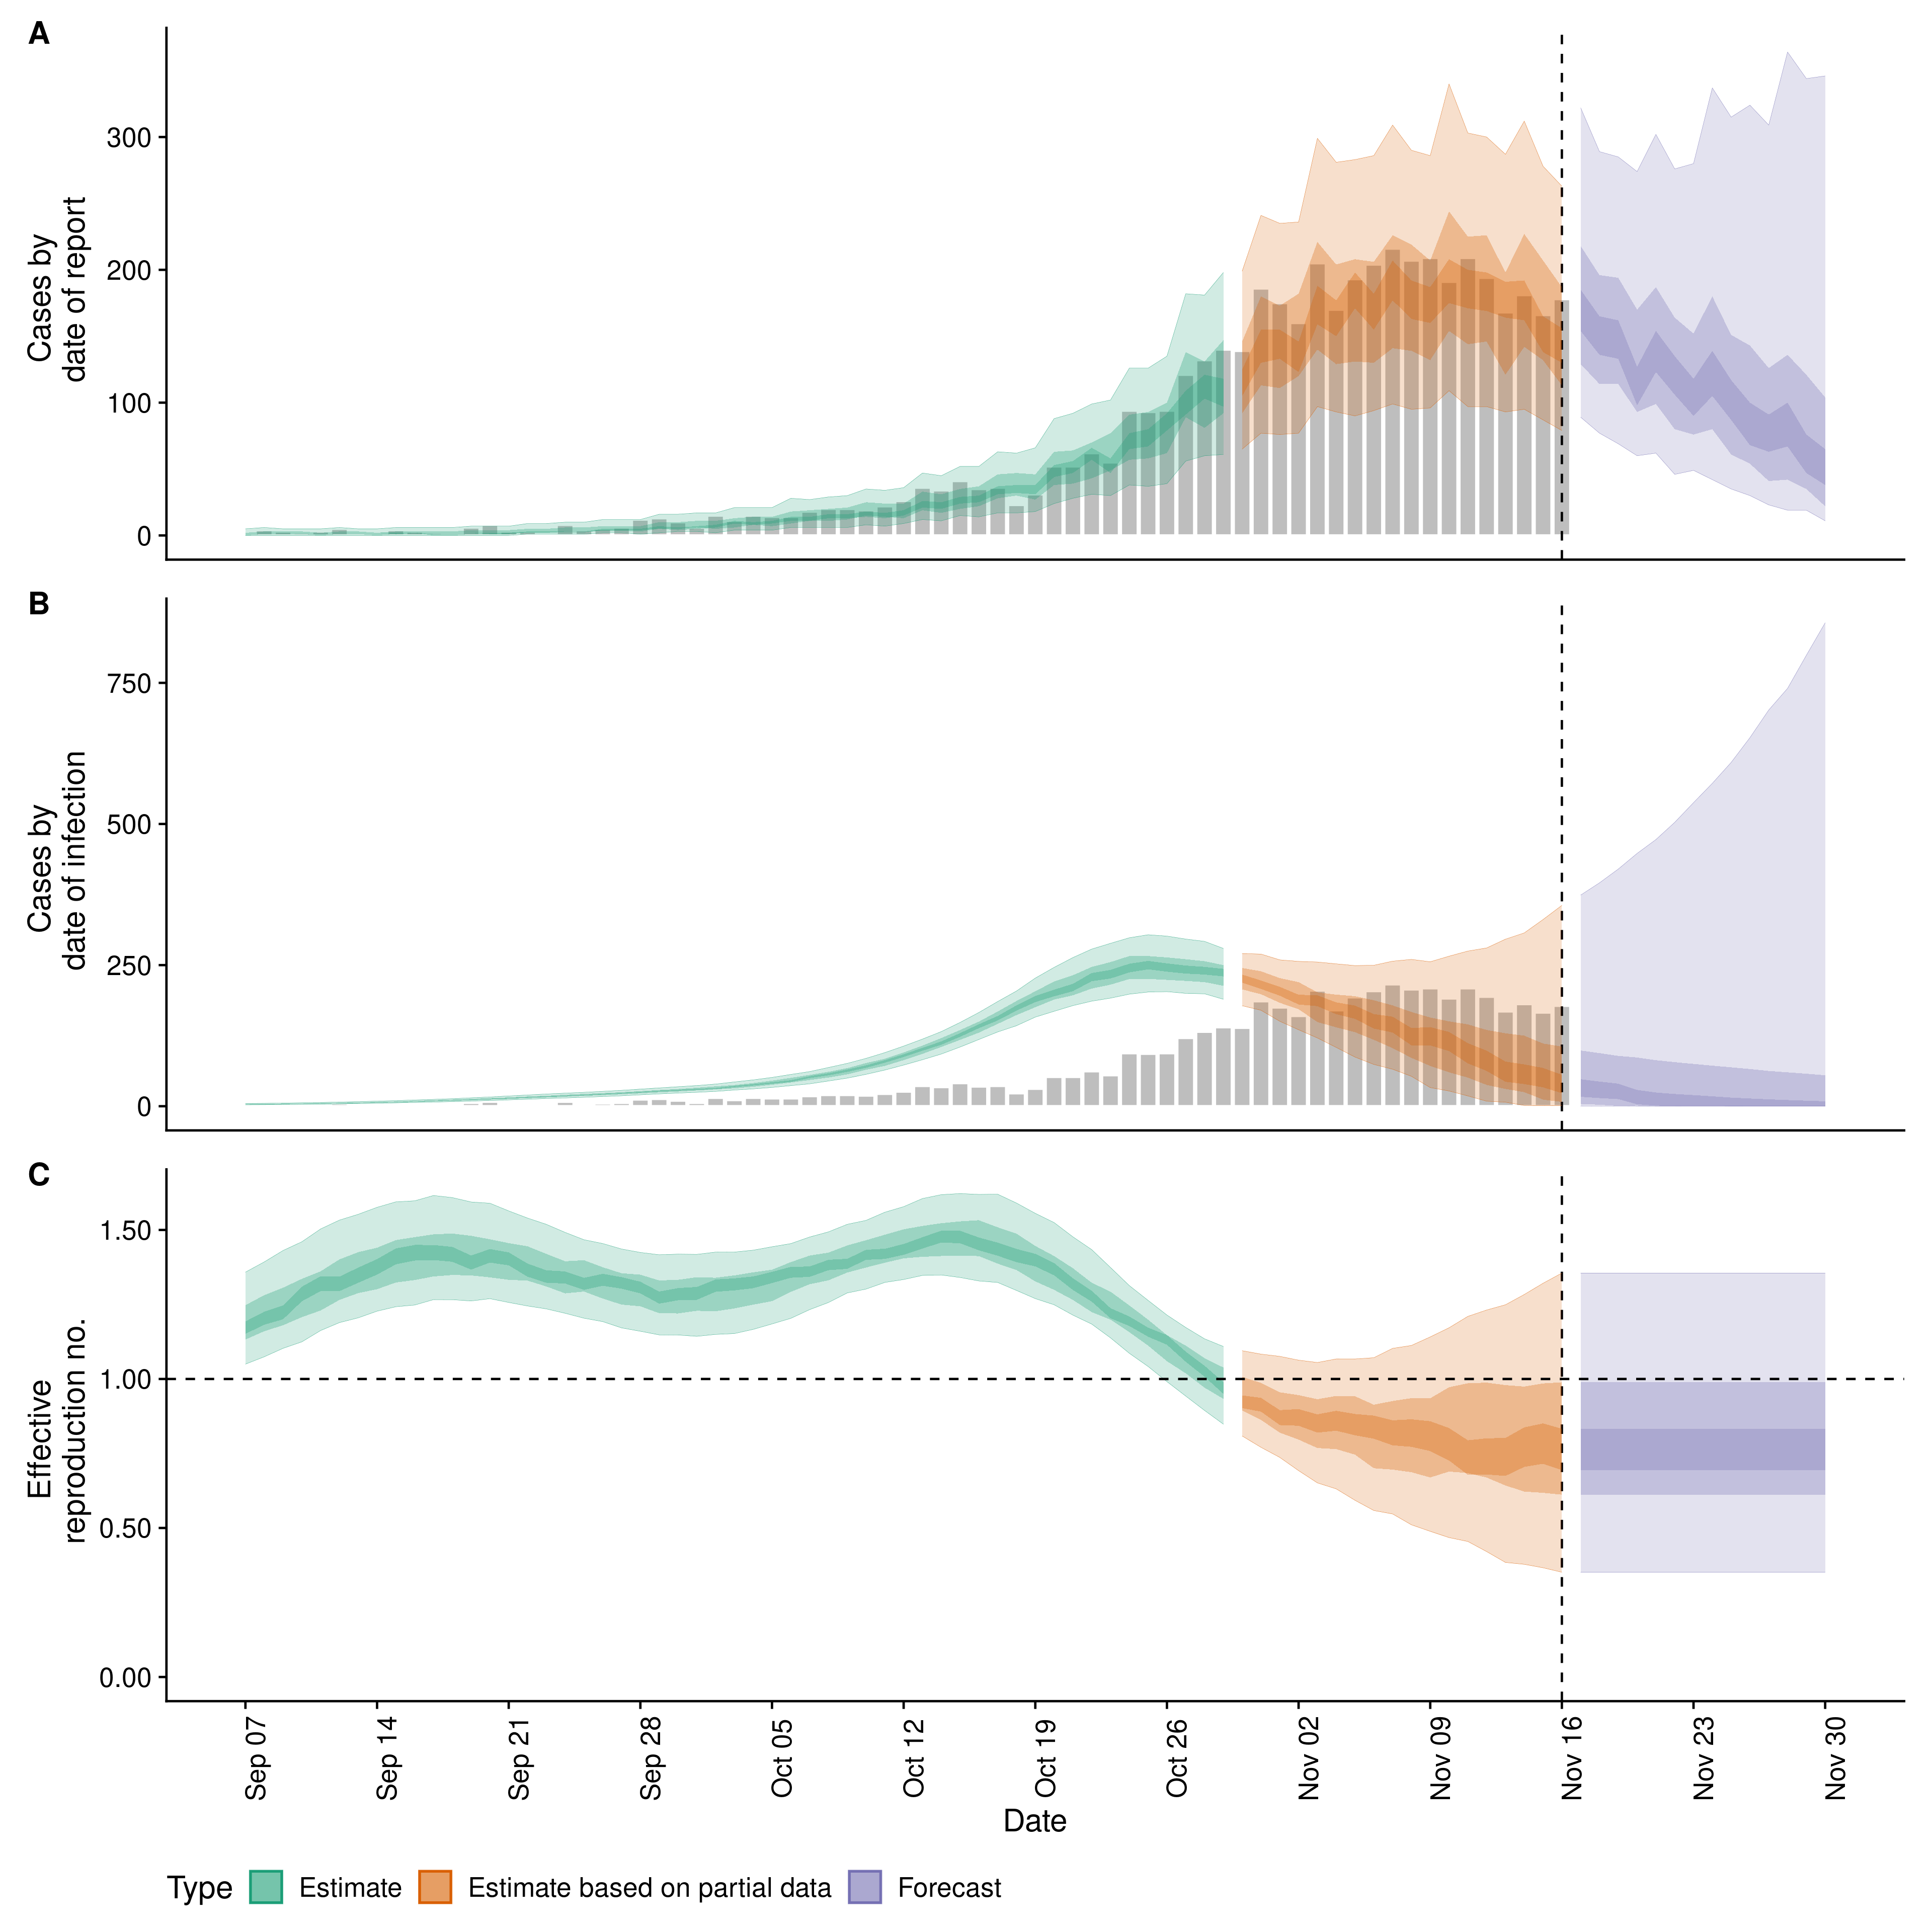 A
Cases by
date of report
300
200
100
0
B
Cases by
date of infection
750
500
250
0
C
Effective
reproduction no.
1.50
1.00
0.50
0.00
Sep 07
Sep 14
Sep 21
Sep 28
Oct 05
Oct 12
Oct 19
Oct 26
Nov 02
Nov 09
Nov 16
Nov 23
Nov 30
Date
Type Estimate Estimate based on partial data Forecast